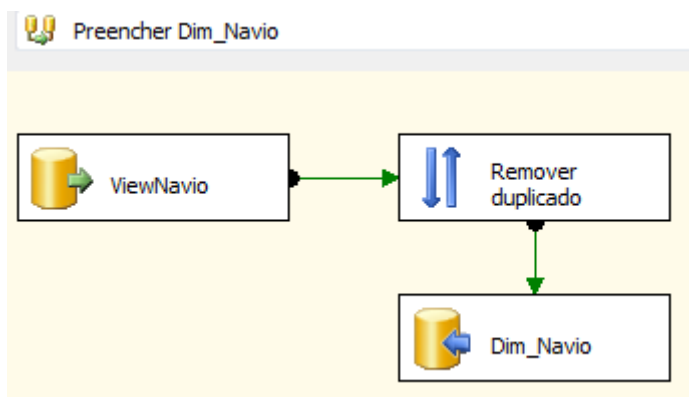 Preencher Dim_Navio
ViewNavio
Remover
duplicado
Dim_Navio